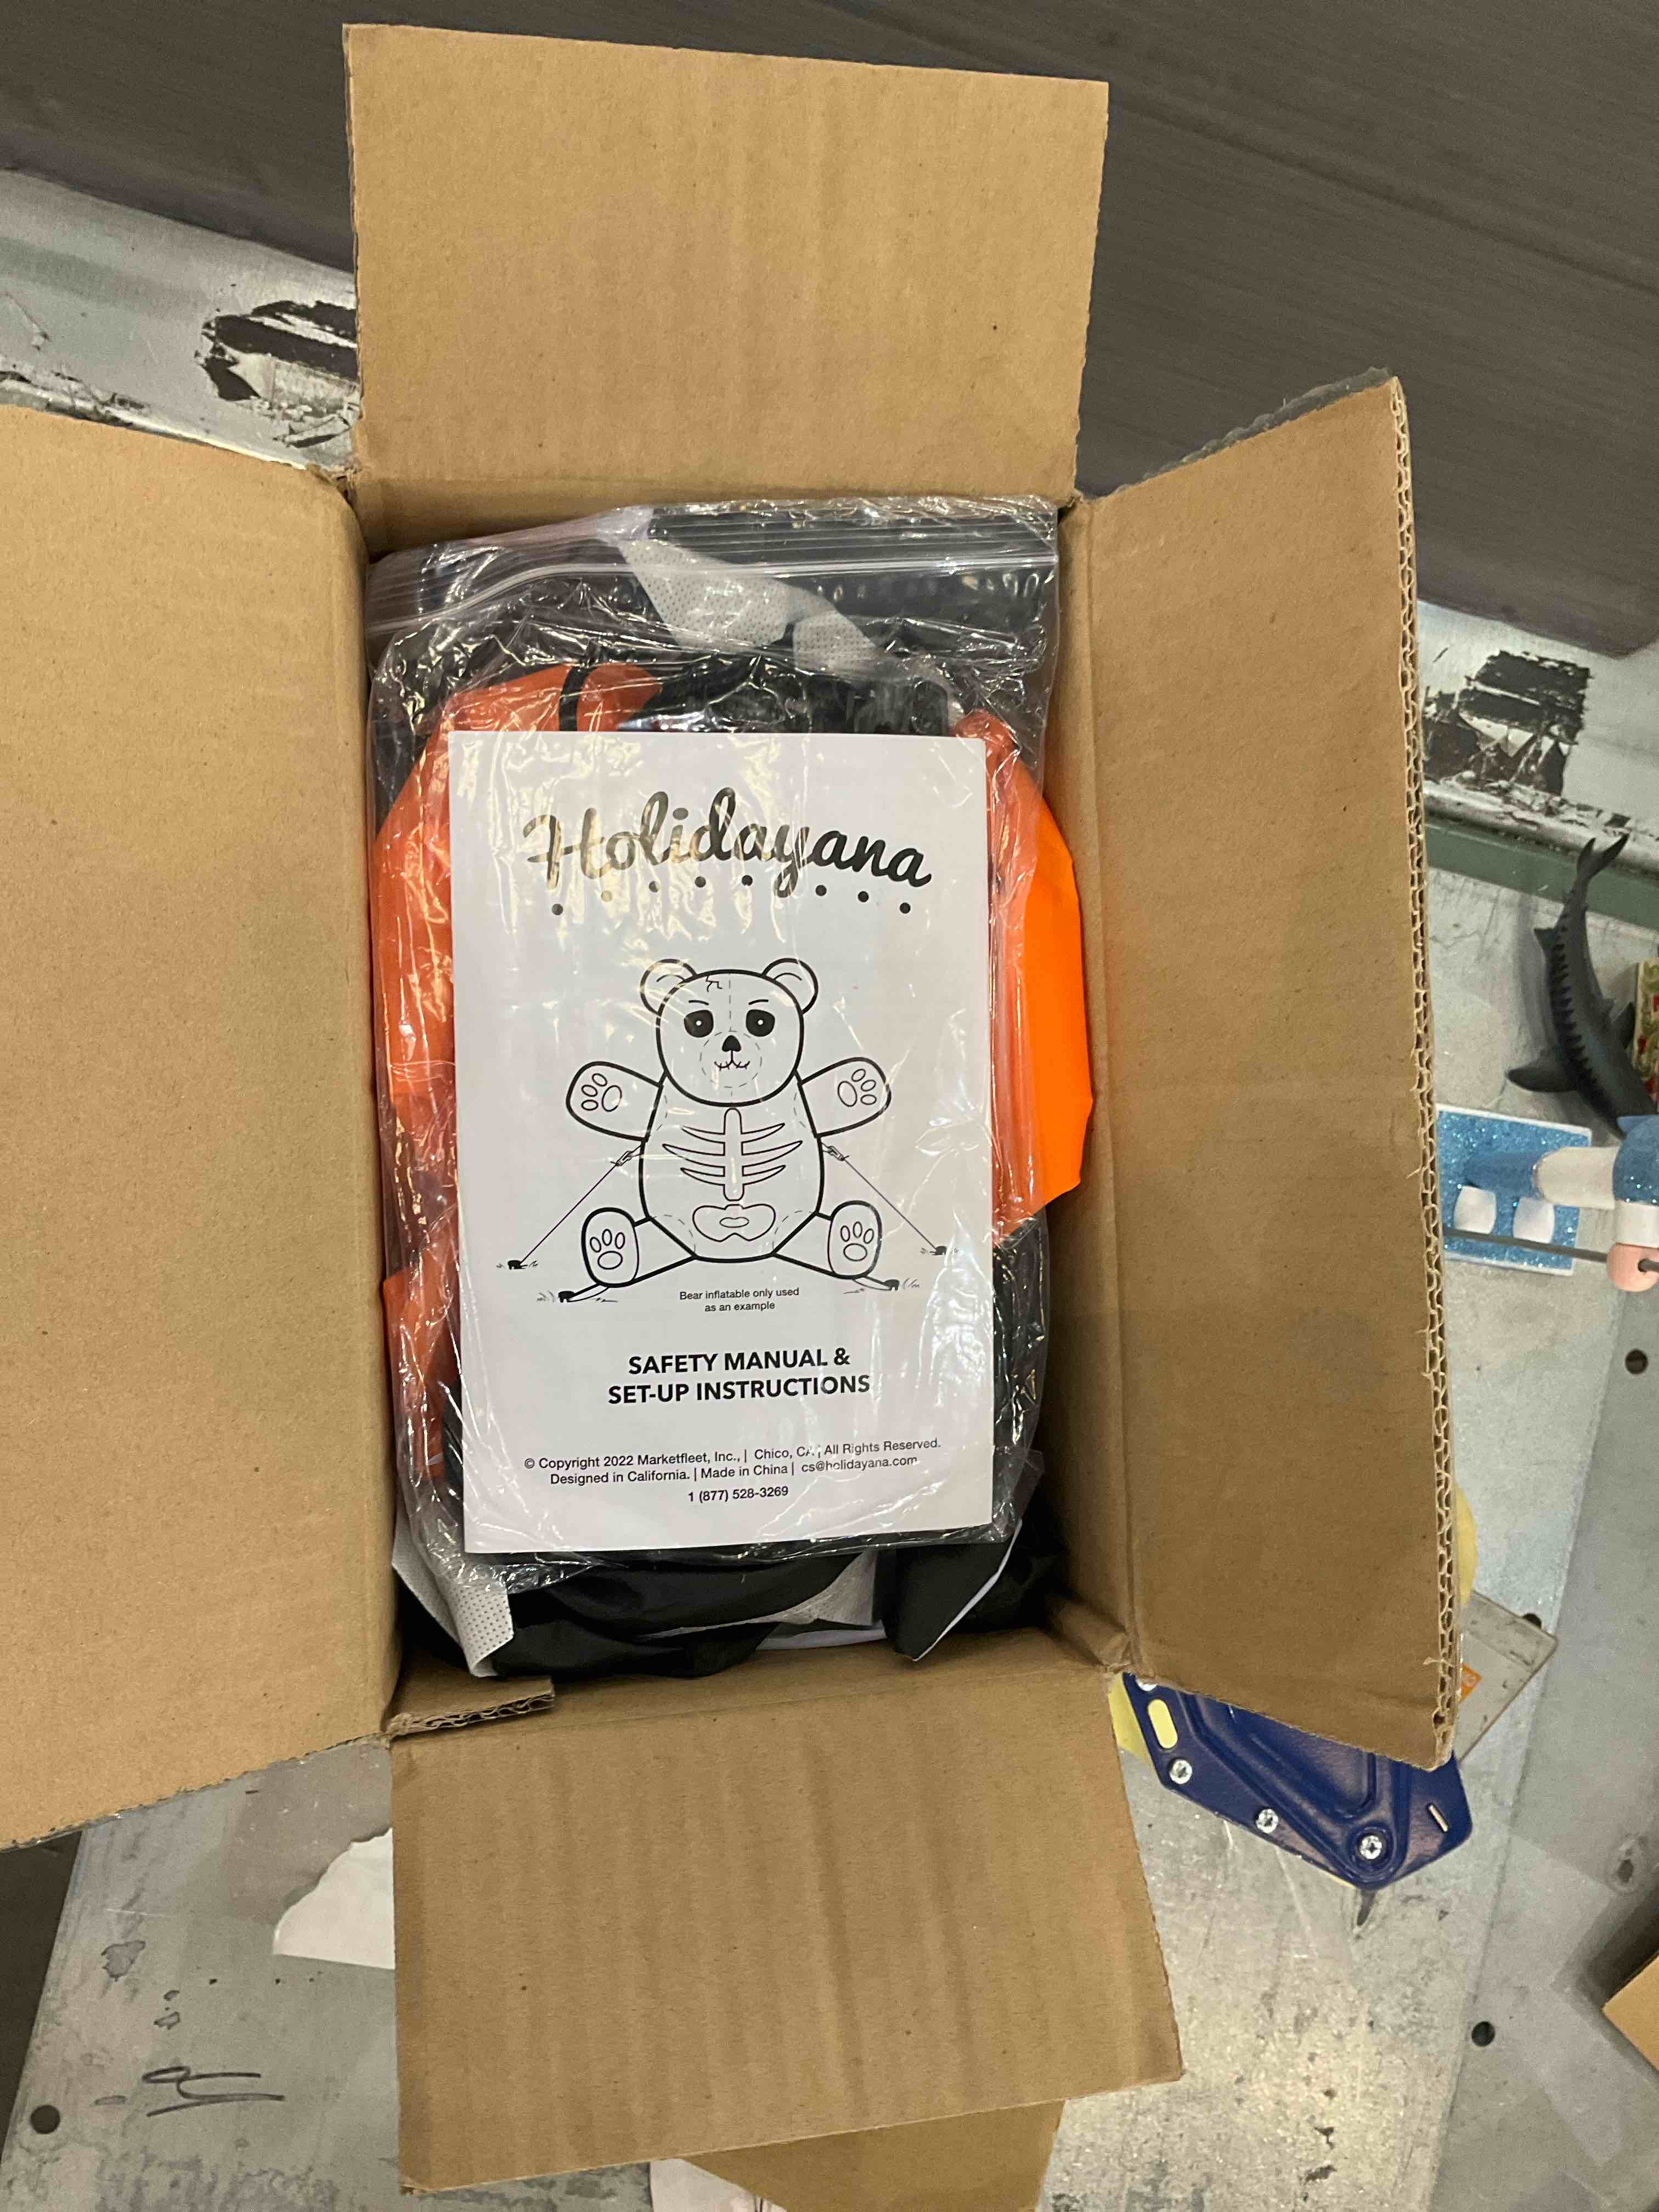 Holidayana
Bear inflatable only used
as an example
SAFETY MANUAL &
SET-UP INSTRUCTIONS
© Copyright 2022 Marketfleet, Inc., | Chico, CA | All Rights Reserved.
Designed in California. | Made in China | cs@holidayana.com
1 (877) 528-3269